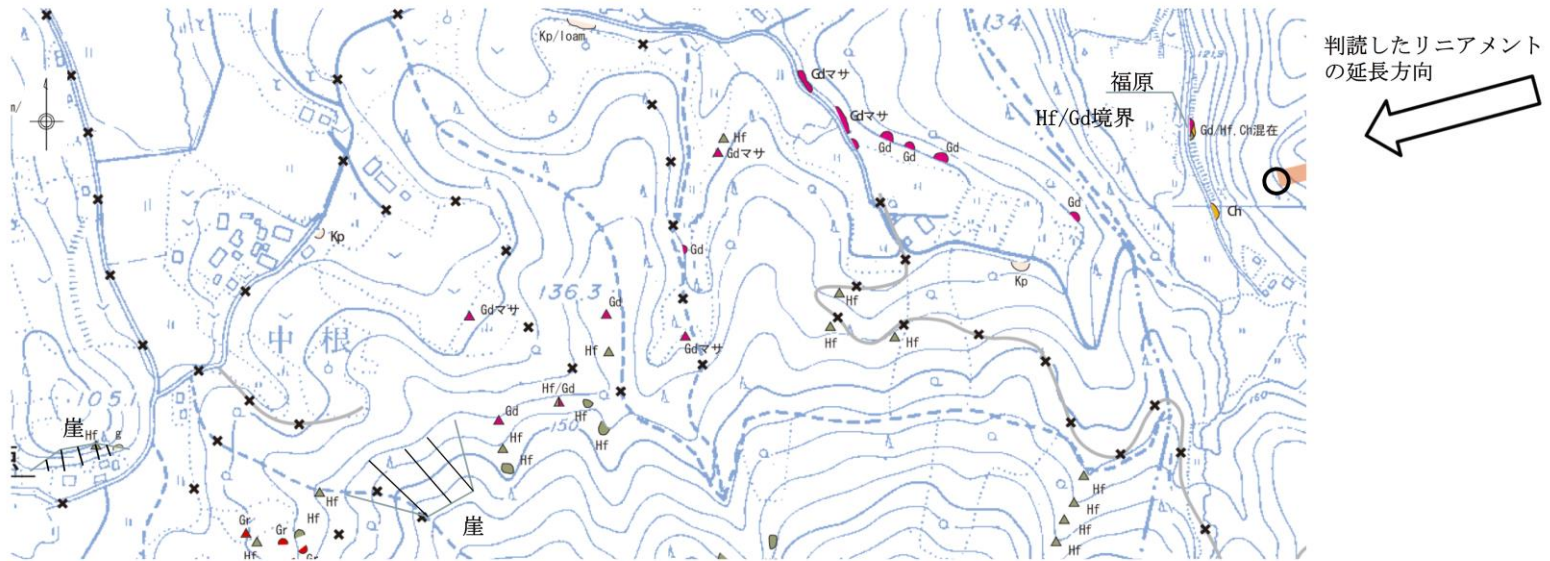 134
Kp/loam
判読したリニアメント
の延長方向
Gdマサ
福原
m/
Gdマサ
Hf/Gd境界
Gd/Hf, Ch混在
Hf
Gdマサ
Gd
Gd
Gd
Gd
Ch
Kp
Gd
Kp
136.3
Hf
Gdマサ
Gd
中根
Hf
Hf
Gdマサ
Hf
Hf/Gd
105.1
Gd
Hf
150
160
崖
Hf
g
Hf
Hf
Hf
Hf
Hf
Gr
Gr
Hf
崖
Hf
Hf
Gr
Hf